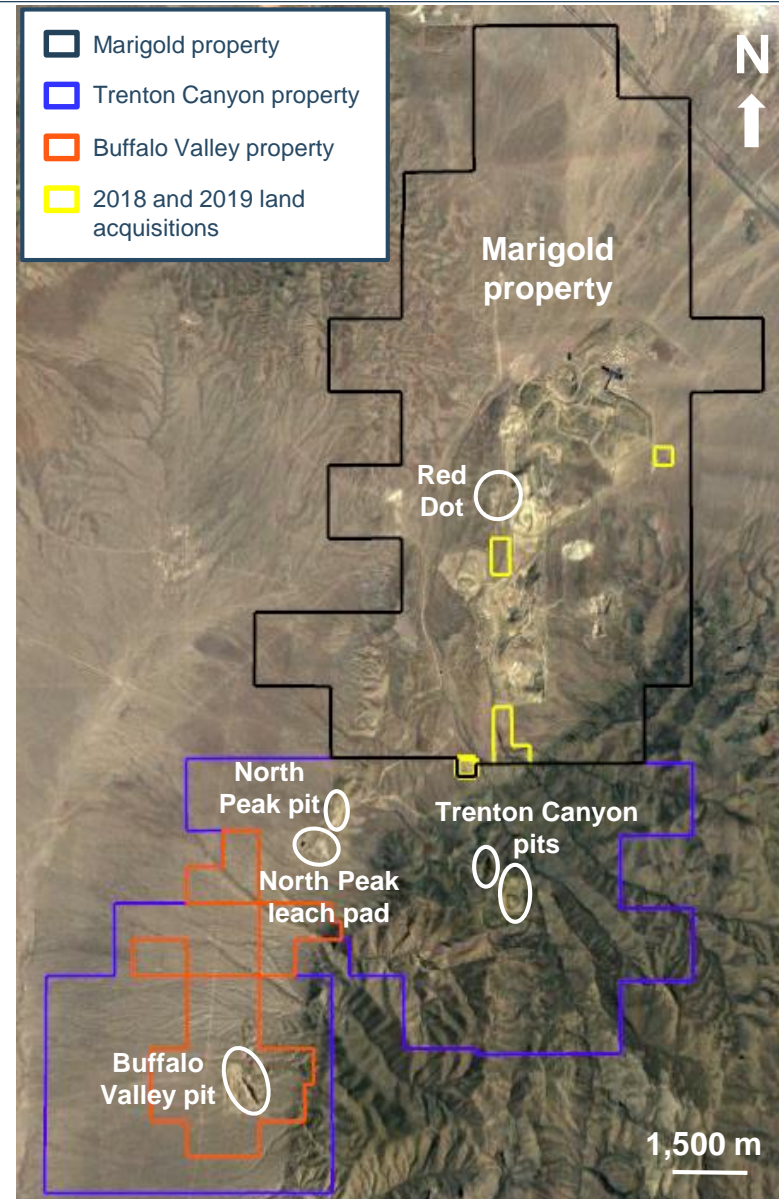 Marigold property
Trenton Canyon property
Buffalo Valley property
2018 and 2019 land
acquisitions
N
Marigold
property
Red
Dot
North
Peak pit
Trenton Canyon
pits
North Peak
leach pad
Buffalo
Valley pit
1,500 m